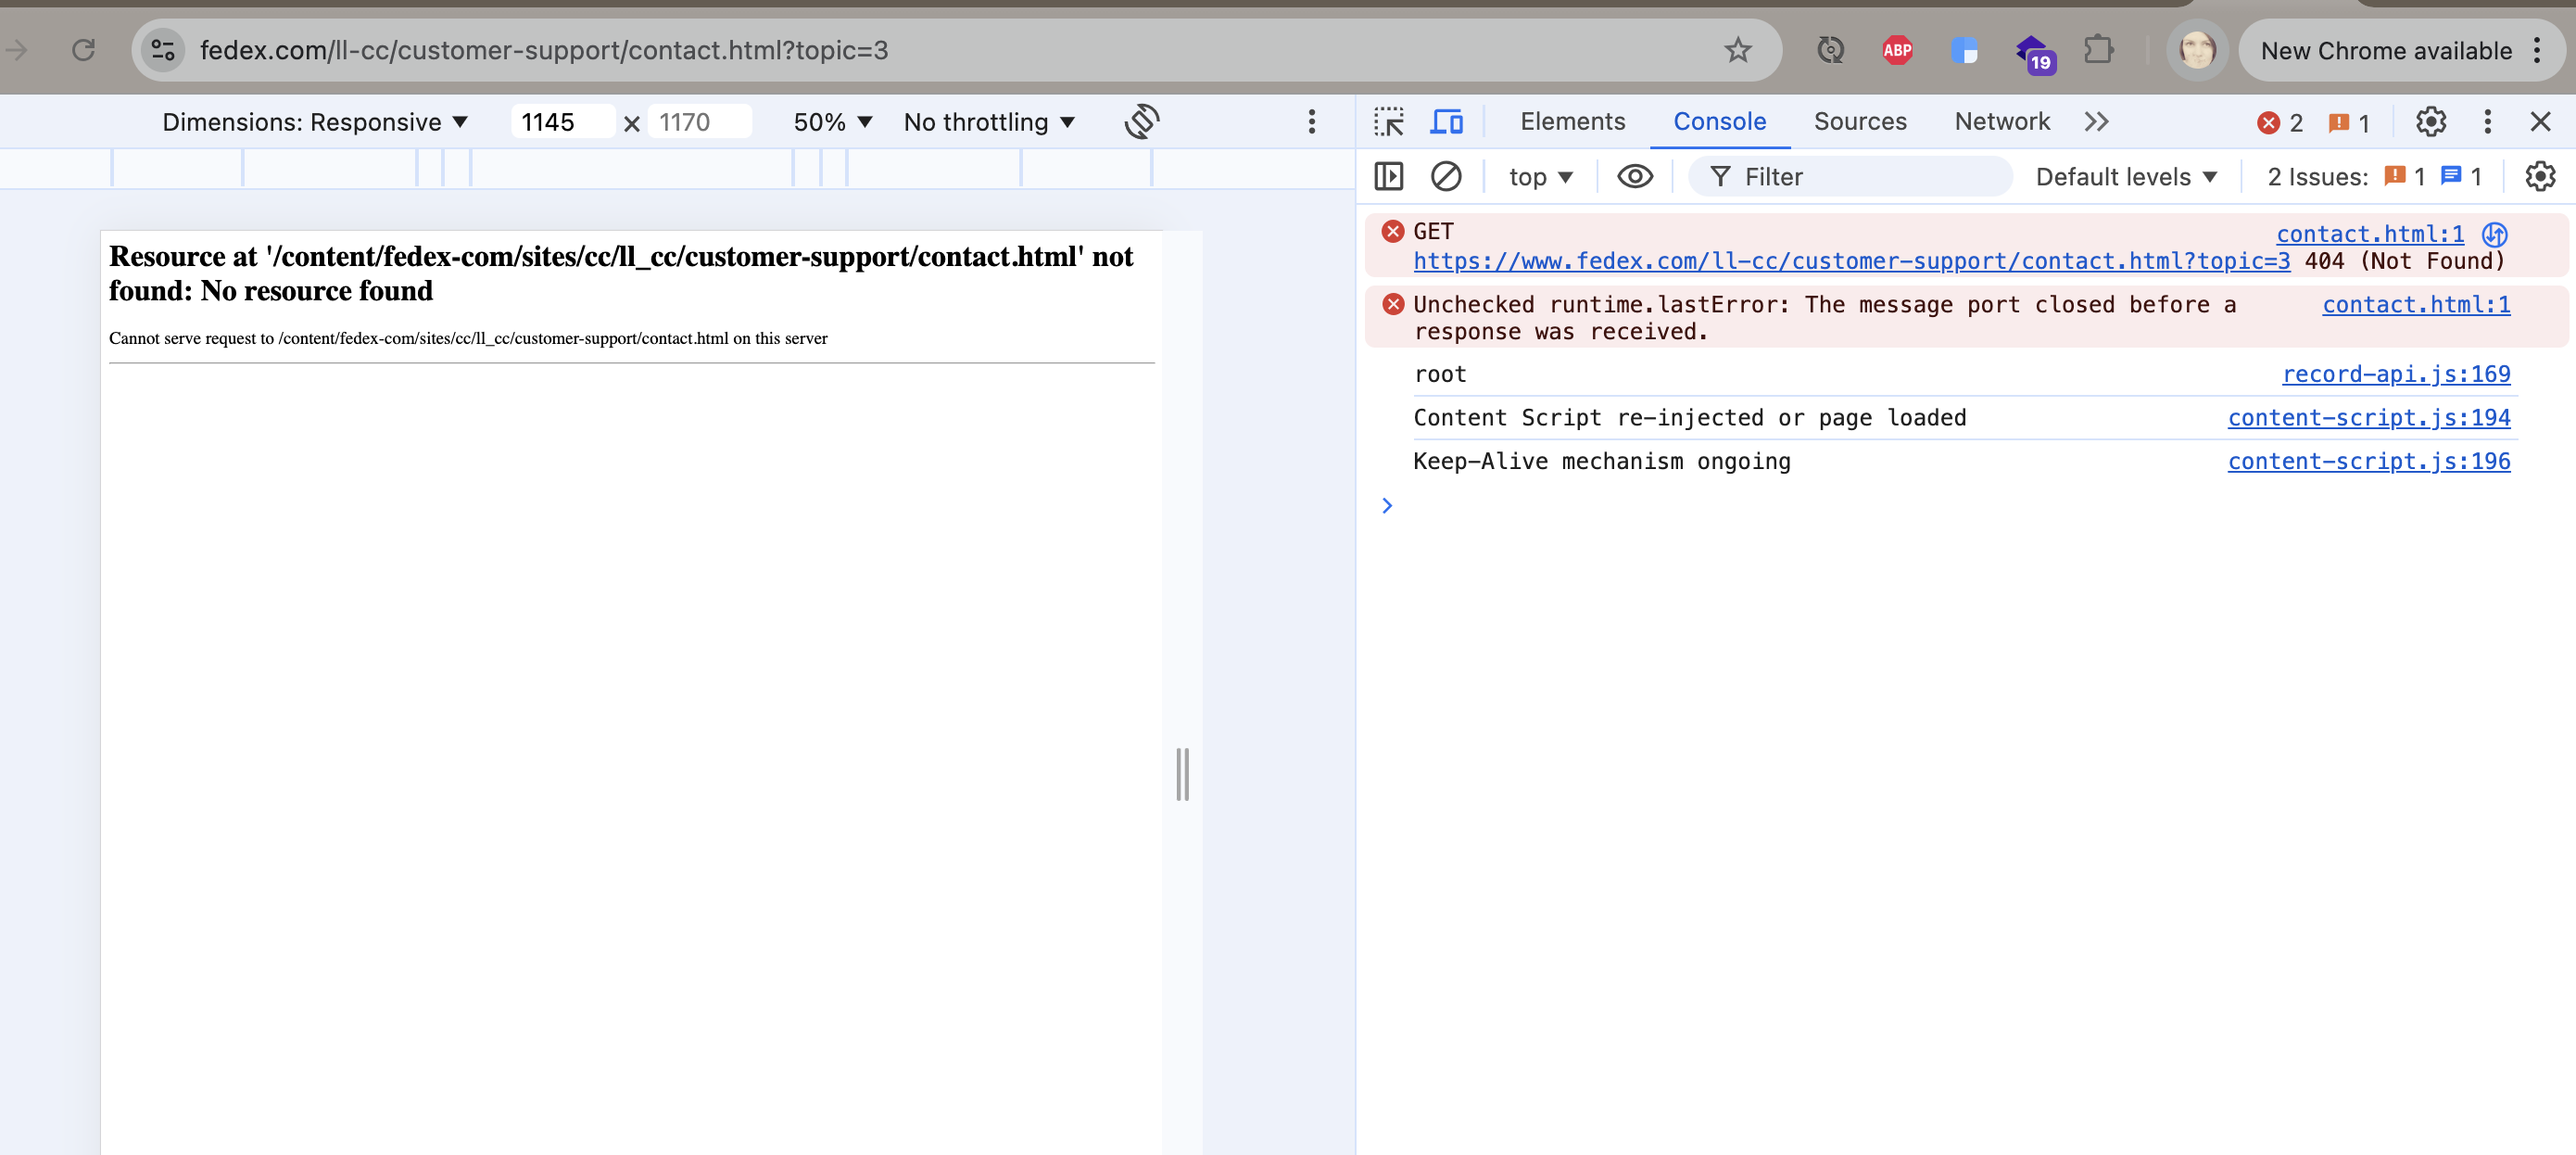 fedex.com/ll-cc/customer-support/contact.html?topic=3
ABP
19
New Chrome available
Dimensions: Responsive
1145 × 1170
50%
No throttling
Elements
Console
Sources
Network
2
1
top
Filter
Default levels
2 Issues: 1 1
Resource at '/content/fedex-com/sites/cc/ll_cc/customer-support/contact.html' not
found: No resource found
Cannot serve request to /content/fedex-com/sites/cc/ll_cc/customer-support/contact.html on this server
GET contact.html:1
https://www.fedex.com/ll-cc/customer-support/contact.html?topic=3 404 (Not Found)
Unchecked runtime.lastError: The message port closed before a contact.html:1
response was received.
root record-api.js:169
Content Script re-injected or page loaded content-script.js:194
Keep-Alive mechanism ongoing content-script.js:196